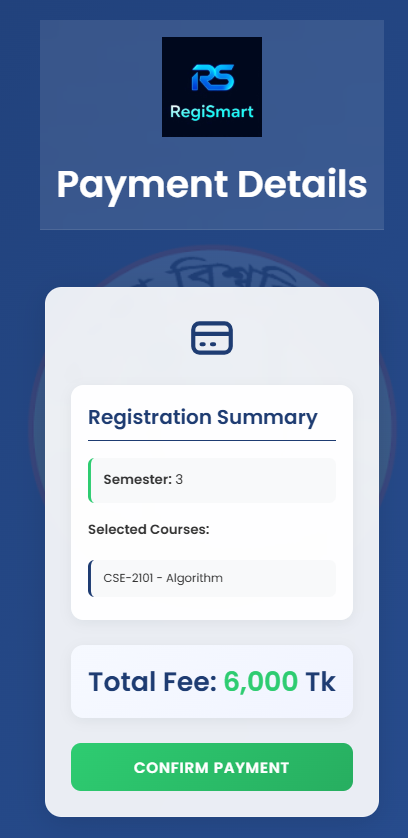 RS
RegiSmart
Payment Details
বিশ্ববি
Registration Summary
Semester: 3
Selected Courses:
CSE-2101 - Algorithm
Total Fee: 6,000 Tk
CONFIRM PAYMENT